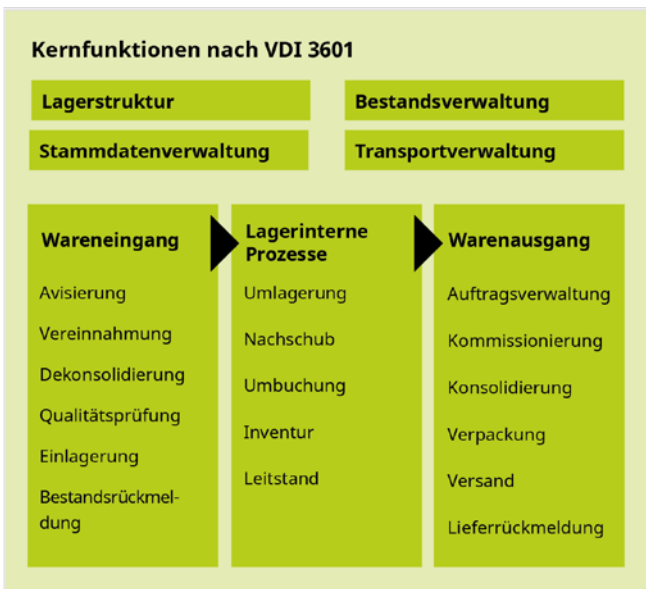 Kernfunktionen nach VDI 3601
Lagerstruktur
Bestandsverwaltung
Stammdatenverwaltung
Transportverwaltung
Wareneingang
Avisierung
Vereinnahmung
Dekonsolidierung
Qualitätsprüfung
Einlagerung
Bestandsrückmel-
dung
Lagerinterne
Prozesse
Umlagerung
Nachschub
Umbuchung
Inventur
Leitstand
Warenausgang
Auftragsverwaltung
Kommissionierung
Konsolidierung
Verpackung
Versand
Lieferrückmeldung